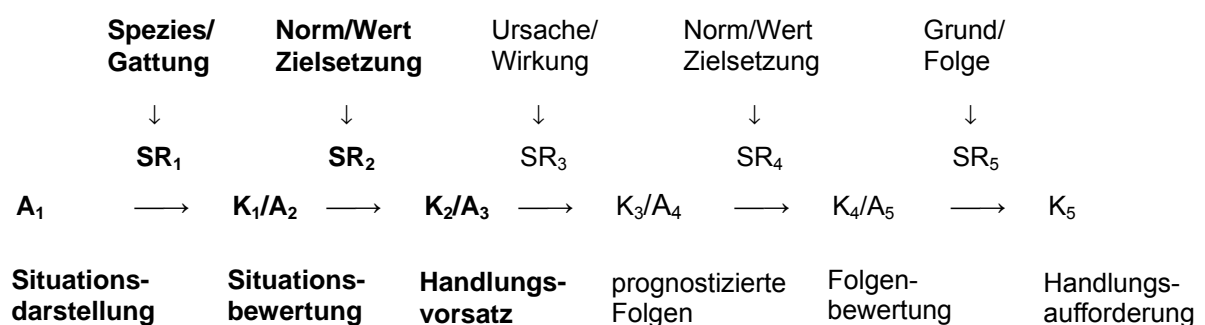 Spezies/ Norm/Wert Ursache/ Norm/Wert Grund/
Gattung Zielsetzung Wirkung Zielsetzung Folge
↓ ↓ ↓ ↓ ↓
SR₁ SR₂ SR₃ SR₄ SR₅
A₁ ⟶ K₁/A₂ ⟶ K₂/A₃ ⟶ K₃/A₄ ⟶ K₄/A₅ ⟶ K₅
Situations- Situations- Handlungs- prognostizierte Folgen- Handlungs-
darstellung bewertung vorsatz Folgen bewertung aufforderung